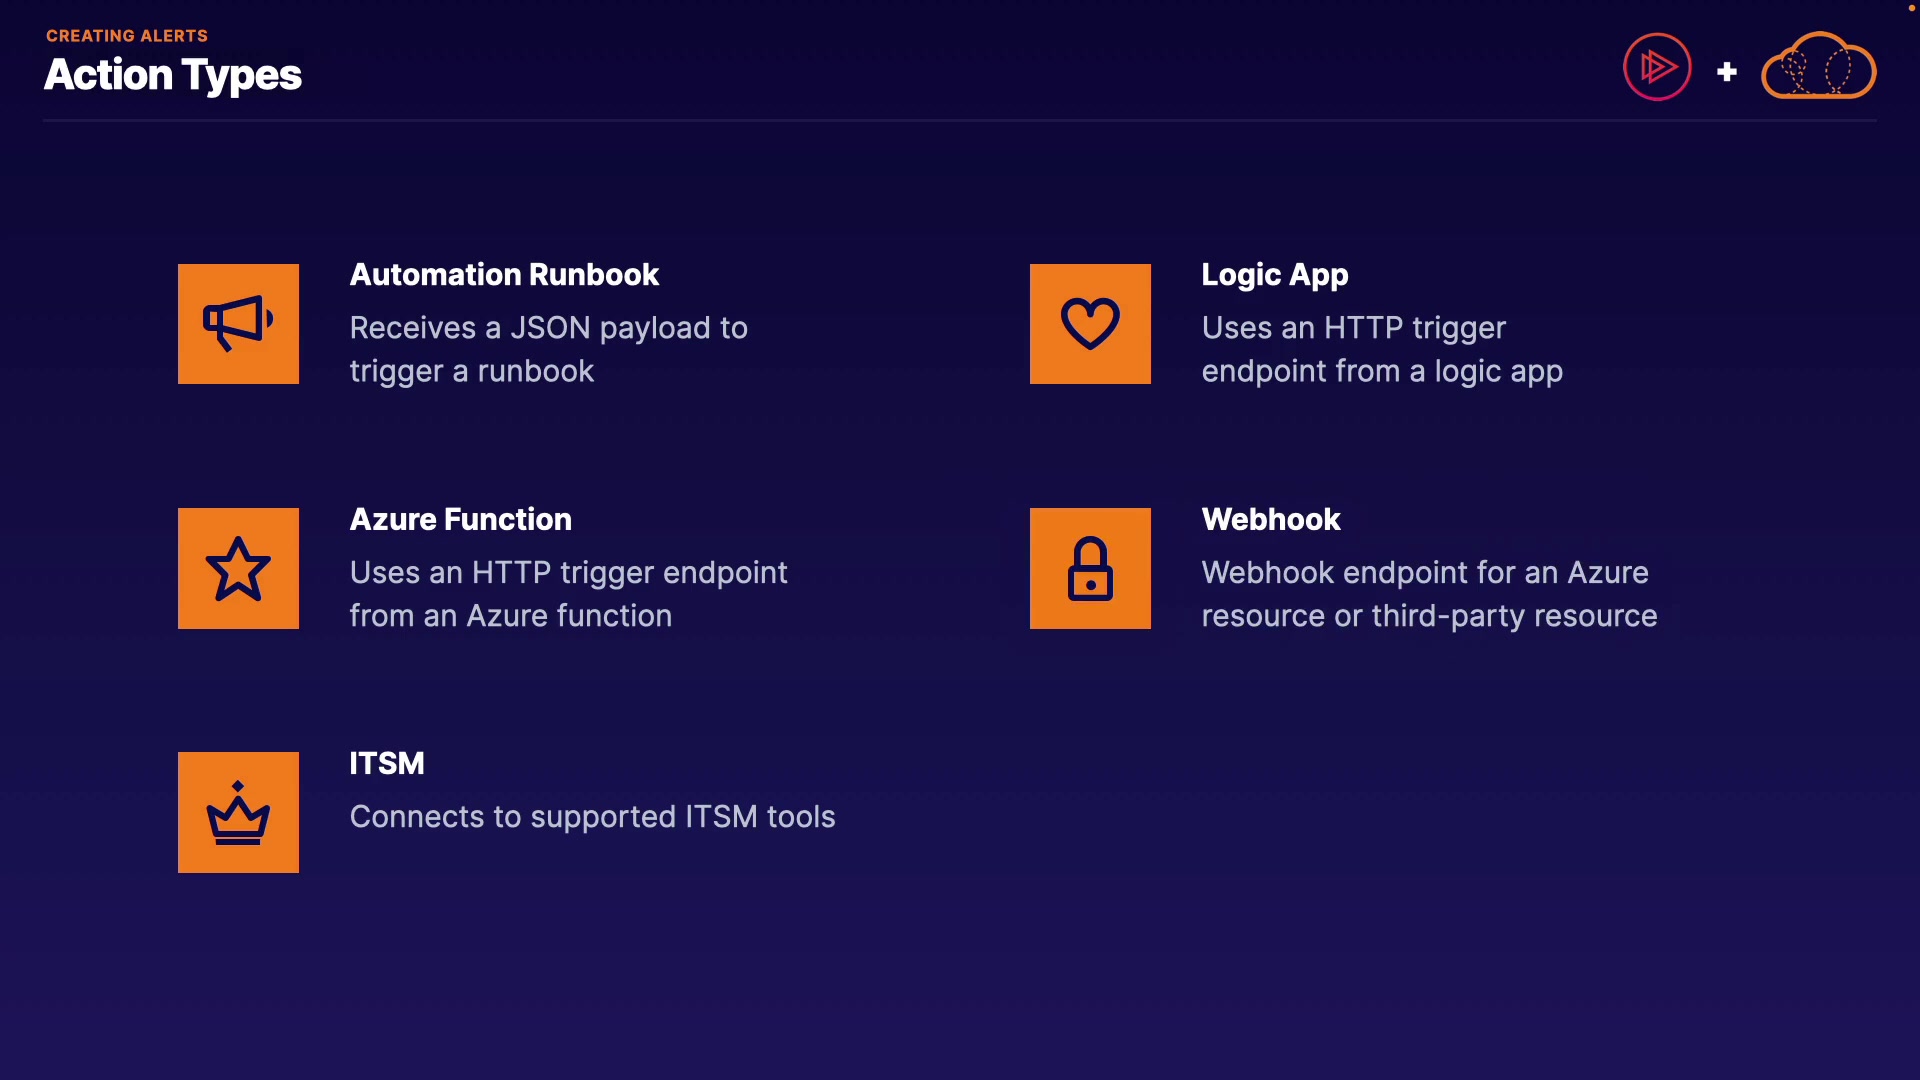 CREATING ALERTS
Action Types
Automation Runbook
Receives a JSON payload to
trigger a runbook
Logic App
Uses an HTTP trigger
endpoint from a logic app
Azure Function
Uses an HTTP trigger endpoint
from an Azure function
Webhook
Webhook endpoint for an Azure
resource or third-party resource
ITSM
Connects to supported ITSM tools